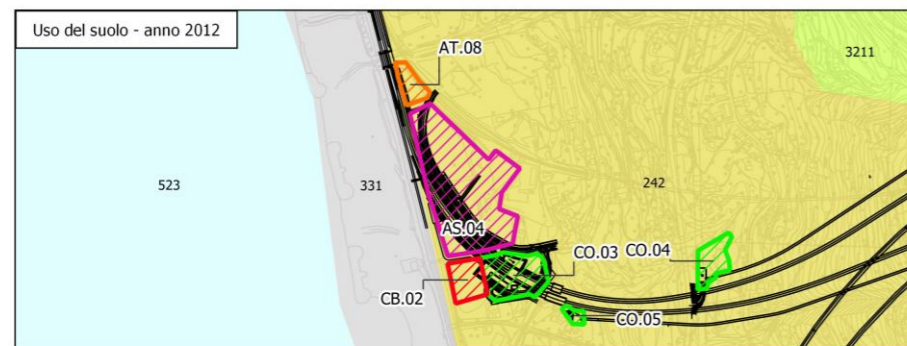 Uso del suolo - anno 2012
AT.08
3211
523
331
242
AS.04
CO.03
CO.04
CB.02
CO.05